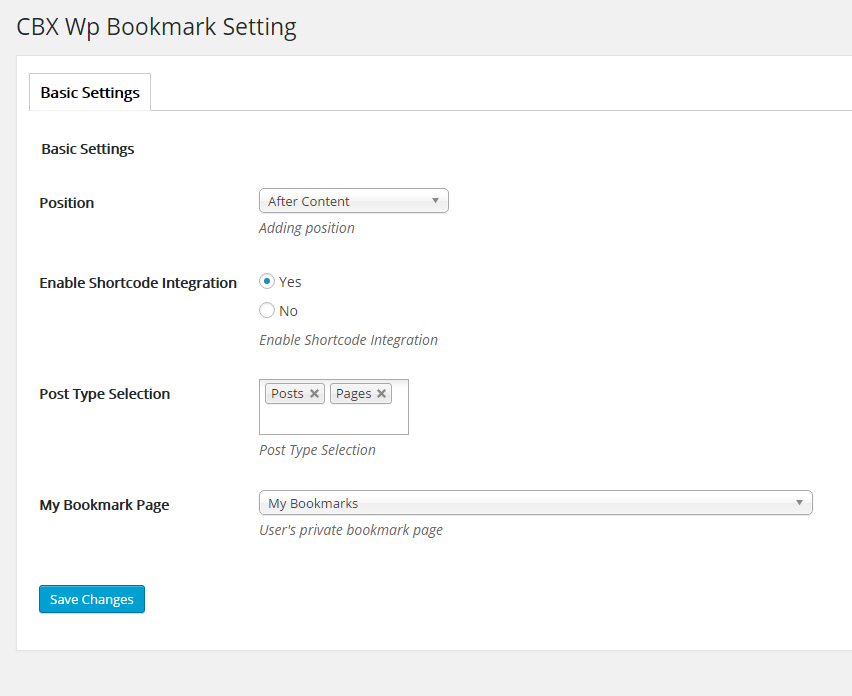 CBX Wp Bookmark Setting
Basic Settings
Basic Settings
Position
After Content
Adding position
Enable Shortcode Integration
Yes
No
Enable Shortcode Integration
Post Type Selection
Posts
Pages
Post Type Selection
My Bookmark Page
My Bookmarks
User's private bookmark page
Save Changes